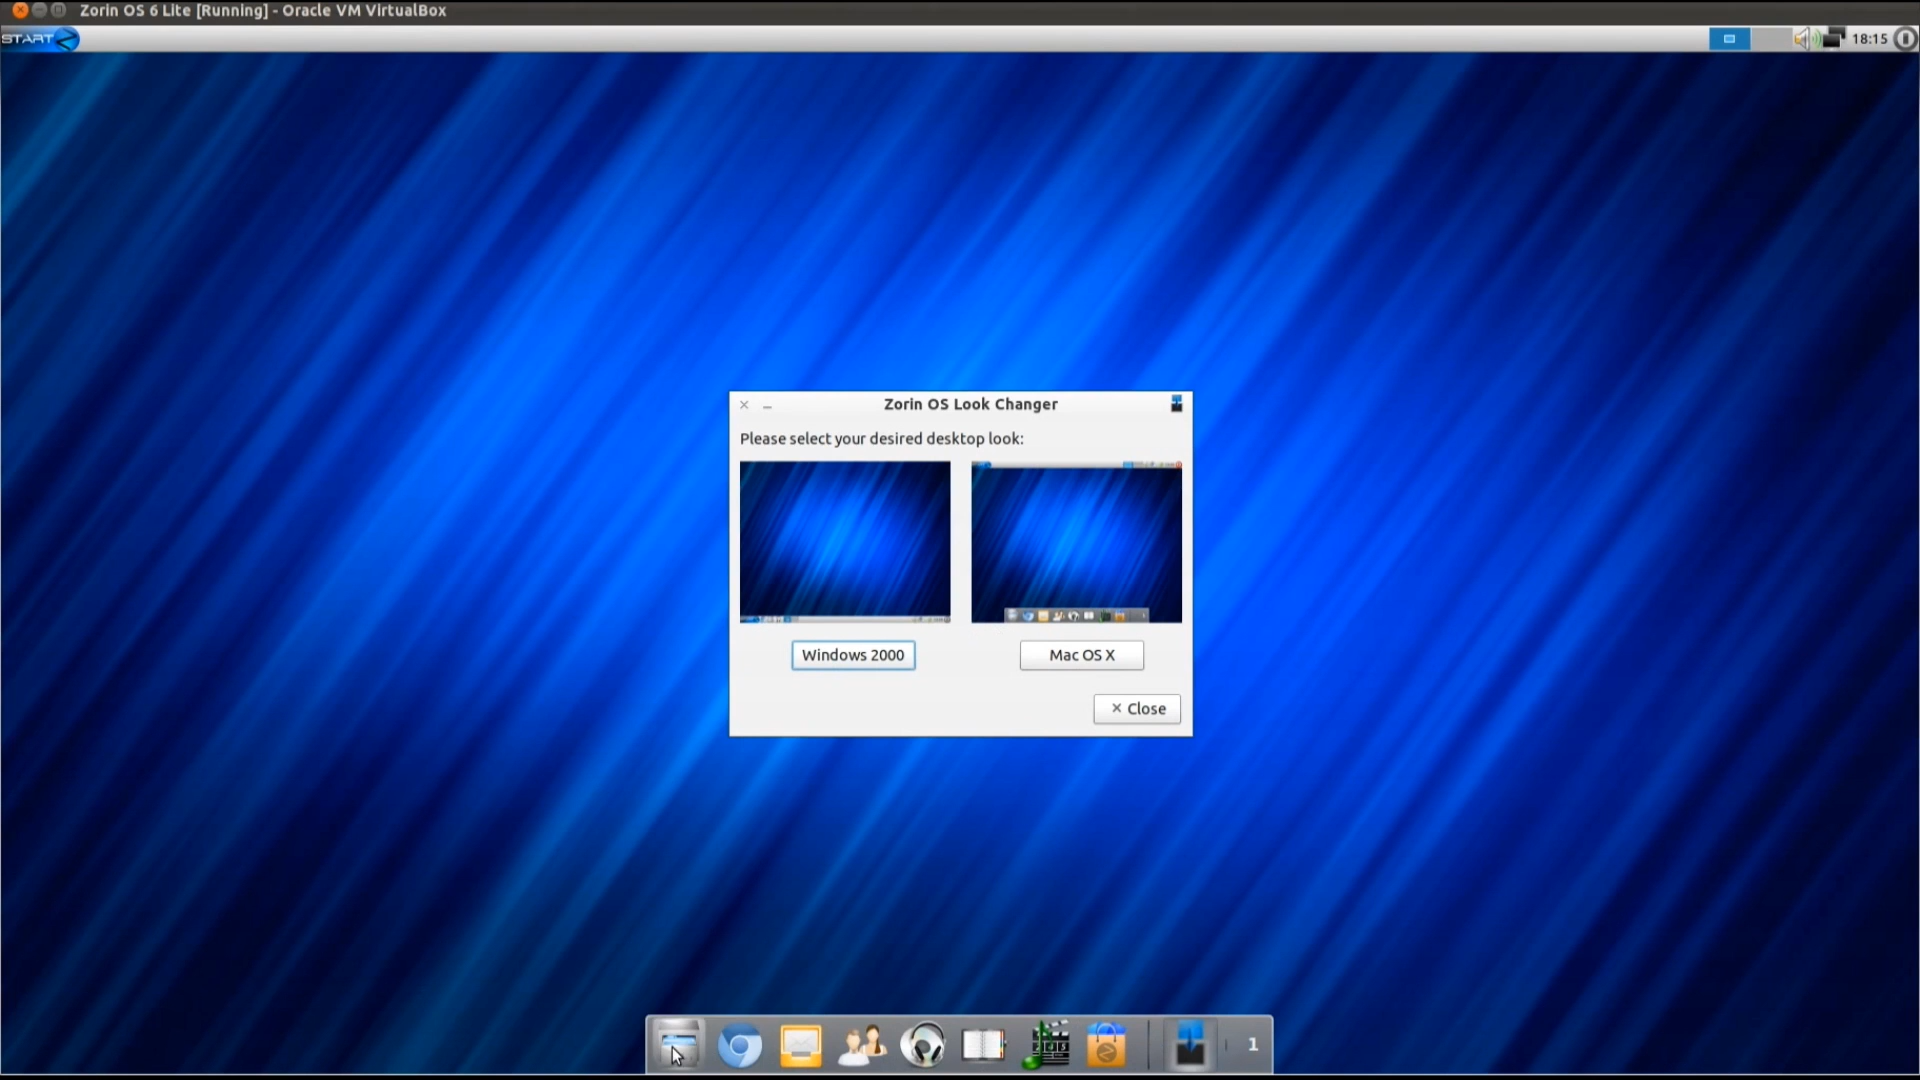 Zorin OS 6 Lite [Running] - Oracle VM VirtualBox
START
18:15
Zorin OS Look Changer
Please select your desired desktop look:
Windows 2000
Mac OS X
Close
1